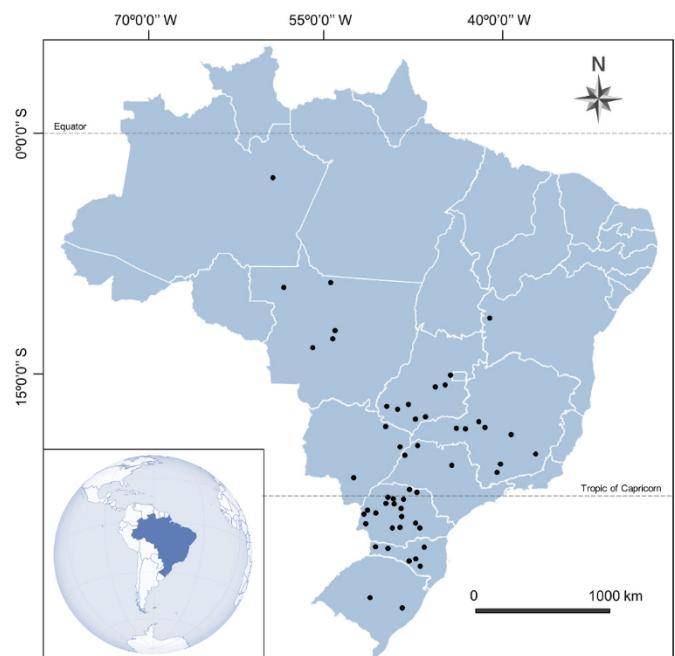 70º0'0'' W 55º0'0'' W 40º0'0'' W
N
0º0'0'' S
Equator
15º0'0'' S
Tropic of Capricorn
0 1000 km